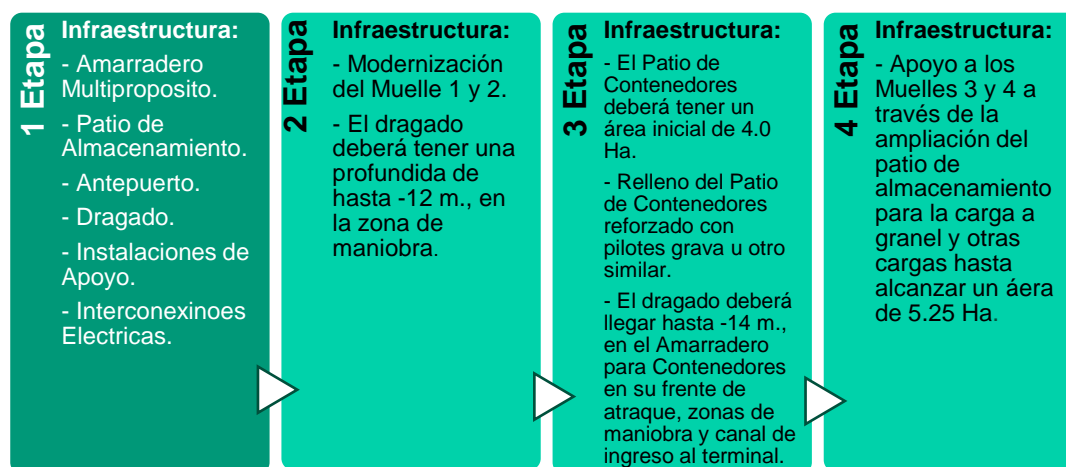 1 Etapa
Infraestructura:
- Amarradero
Multiproposito.
- Patio de
Almacenamiento.
- Antepuerto.
- Dragado.
- Instalaciones de
Apoyo.
- Interconexinoes
Electricas.
2 Etapa
Infraestructura:
- Modernización
del Muelle 1 y 2.
- El dragado
deberá tener una
profundida de
hasta -12 m., en
la zona de
maniobra.
3 Etapa
Infraestructura:
- El Patio de
Contenedores
deberá tener un
área inicial de 4.0
Ha.
- Relleno del Patio
de Contenedores
reforzado con
pilotes grava u otro
similar.
- El dragado deberá
llegar hasta -14 m.,
en el Amarradero
para Contenedores
en su frente de
atraque, zonas de
maniobra y canal de
ingreso al terminal.
4 Etapa
Infraestructura:
- Apoyo a los
Muelles 3 y 4 a
través de la
ampliación del
patio de
almacenamiento
para la carga a
granel y otras
cargas hasta
alcanzar un áera
de 5.25 Ha.